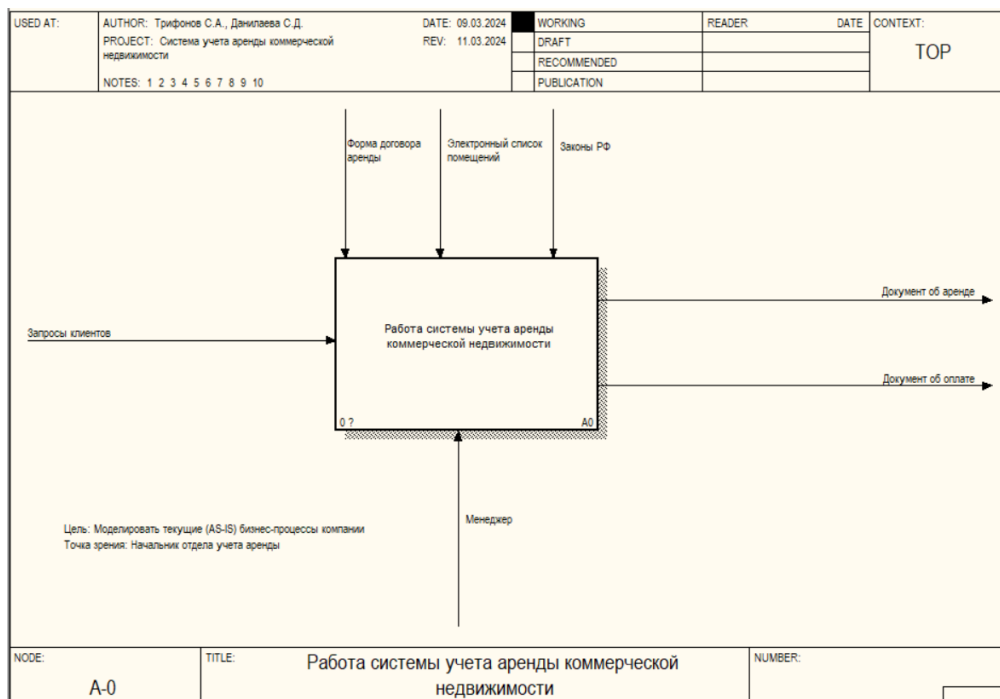 USED AT:
AUTHOR: Трифонов С.А., Данилаева С.Д.
DATE: 09.03.2024
PROJECT: Система учета аренды коммерческой
недвижимости
REV: 11.03.2024
NOTES: 1 2 3 4 5 6 7 8 9 10
WORKING
DRAFT
RECOMMENDED
PUBLICATION
READER
DATE
CONTEXT:
TOP
Форма договора
аренды
Электронный список
помещений
Законы РФ
Запросы клиентов
Работа системы учета аренды
коммерческой недвижимости
0 ?
A0
Документ об аренде
Документ об оплате
Менеджер
Цель: Моделировать текущие (AS-IS) бизнес-процессы компании
Точка зрения: Начальник отдела учета аренды
NODE:
A-0
TITLE:
Работа системы учета аренды коммерческой
недвижимости
NUMBER: